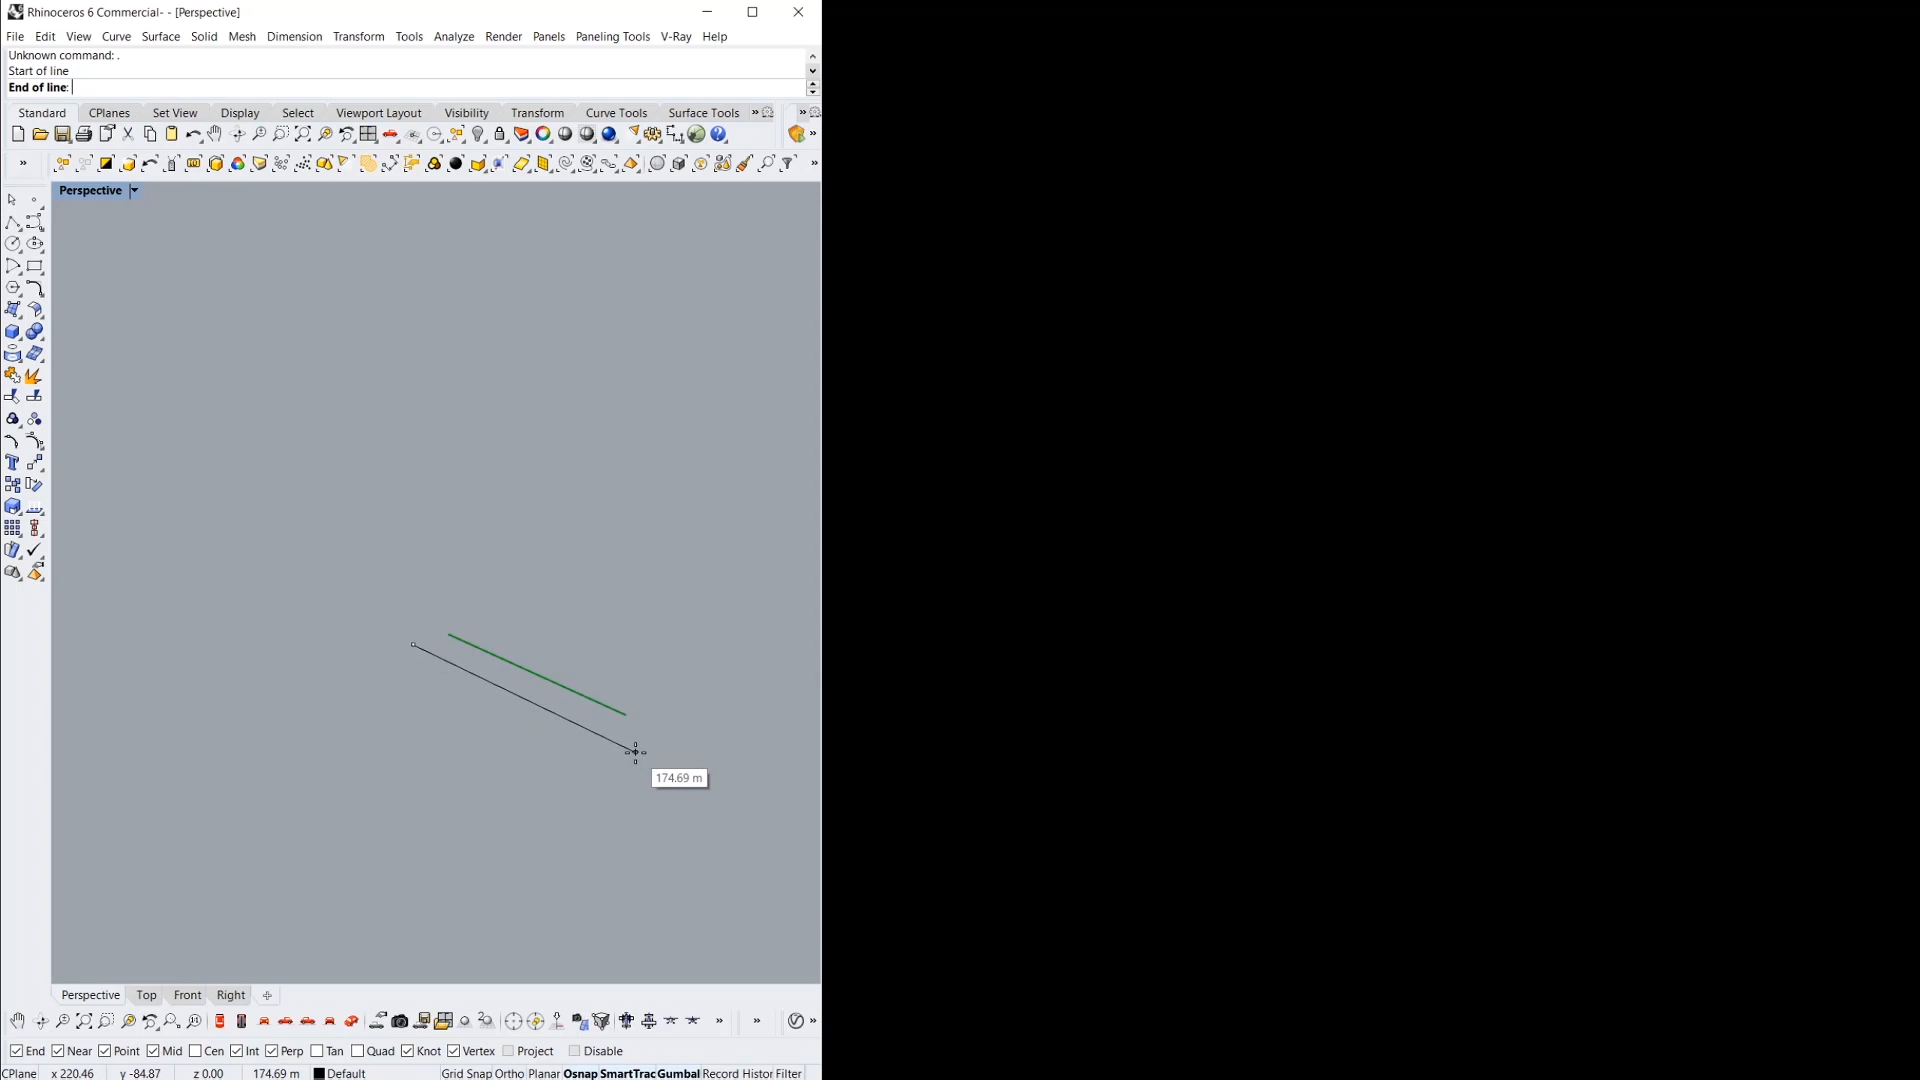 Rhinoceros 6 Commercial- - [Perspective]
File Edit View Curve Surface Solid Mesh Dimension Transform Tools Analyze Render Panels Paneling Tools V-Ray Help
Unknown command: .
Start of line
End of line:
Standard CPlanes Set View Display Select Viewport Layout Visibility Transform Curve Tools Surface Tools
Perspective
174.69 m
Perspective Top Front Right
End Near Point Mid Cen Int Perp Tan Quad Knot Vertex Project Disable
CPlane x 220.46 y -84.87 z 0.00 174.69 m Default Grid Snap Ortho Planar Osnap SmartTrac Gumbal Record Histor Filter